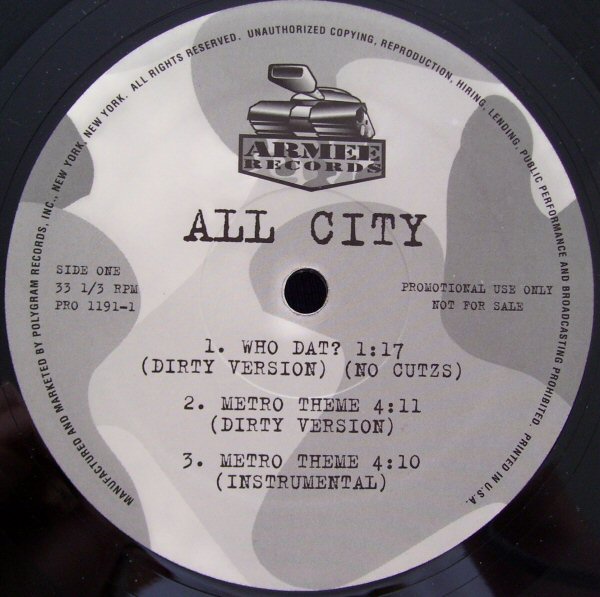 ARMEE
RECORDS
ALL CITY
SIDE ONE
33 1/3 RPM
PRO 1191-1
PROMOTIONAL USE ONLY
NOT FOR SALE
1. WHO DAT? 1:17
(DIRTY VERSION) (NO CUTZS)
2. METRO THEME 4:11
(DIRTY VERSION)
3. METRO THEME 4:10
(INSTRUMENTAL)
MANUFACTURED AND MARKETED BY POLYGRAM RECORDS, INC., NEW YORK, NEW YORK. ALL RIGHTS RESERVED. UNAUTHORIZED COPYING, REPRODUCTION, HIRING, LENDING, PUBLIC PERFORMANCE AND BROADCASTING PROHIBITED. PRINTED IN U.S.A.